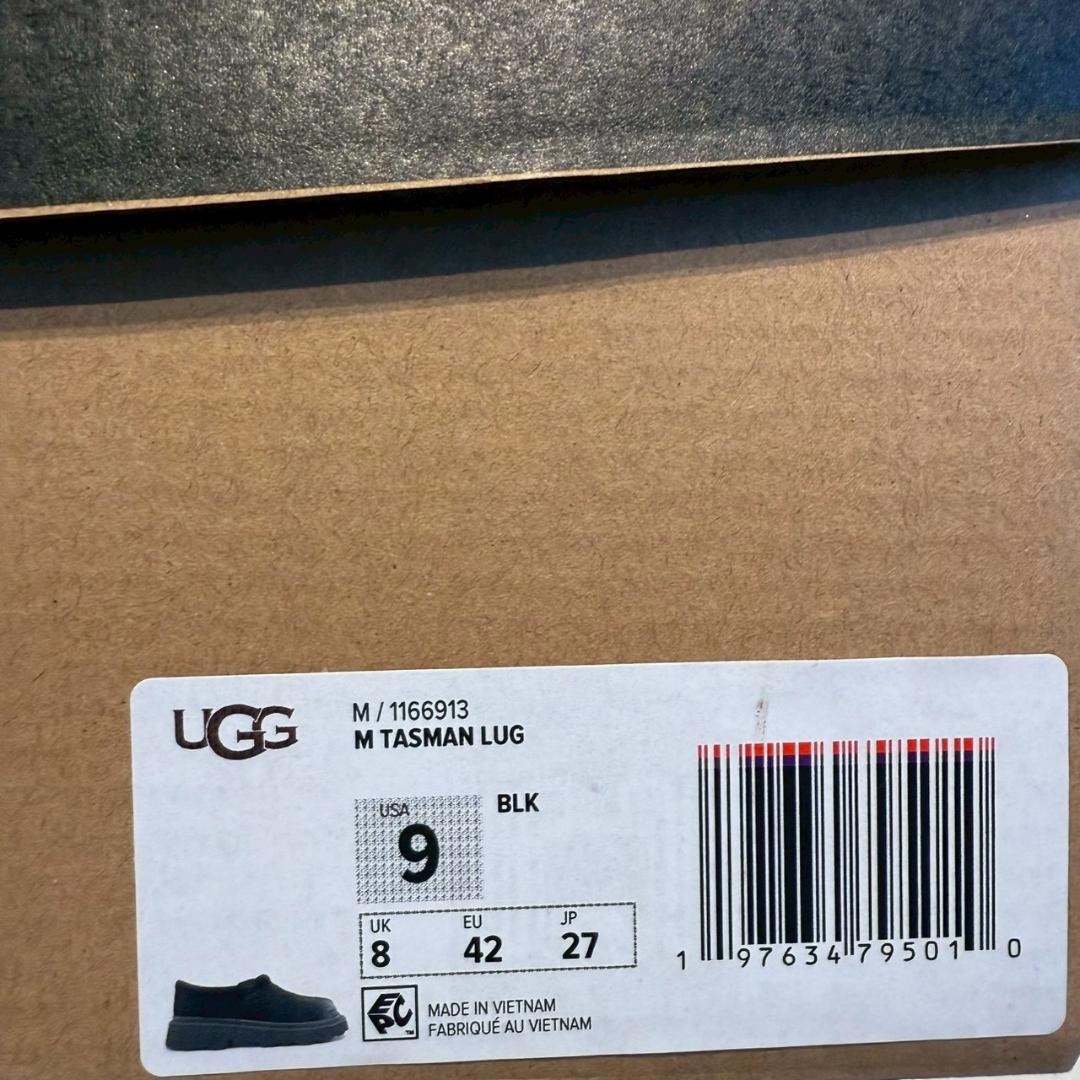 UGG
M / 1166913
M TASMAN LUG
USA
9
BLK
UK EU JP
8 42 27
EPC™
MADE IN VIETNAM
FABRIQUÉ AU VIETNAM
1 97634 79501 0